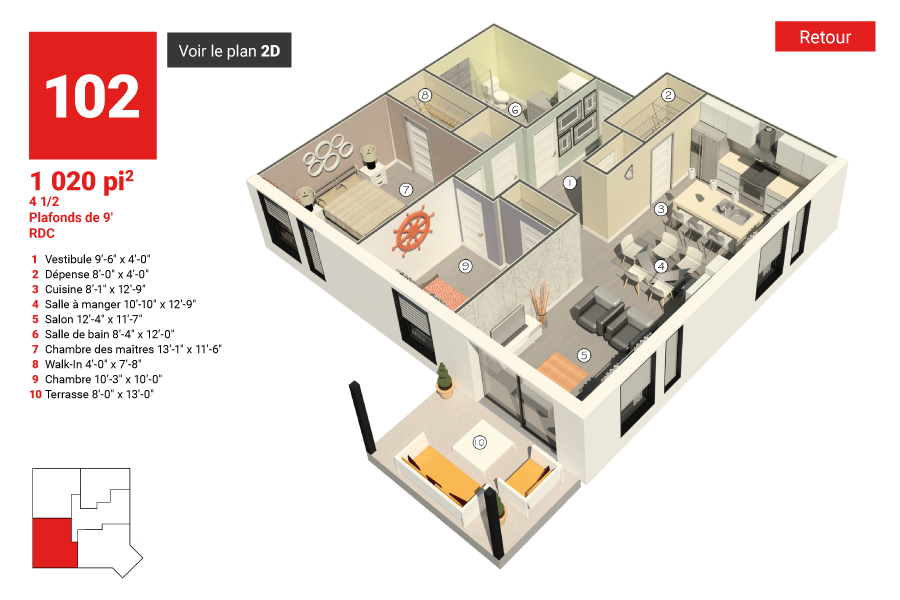 102
Voir le plan 2D
Retour
1 020 pi²
4 1/2
Plafonds de 9'
RDC
1 Vestibule 9'-6" x 4'-0"
2 Dépense 8'-0" x 4'-0"
3 Cuisine 8'-1" x 12'-9"
4 Salle à manger 10'-10" x 12'-9"
5 Salon 12'-4" x 11'-7"
6 Salle de bain 8'-4" x 12'-0"
7 Chambre des maîtres 13'-1" x 11'-6"
8 Walk-In 4'-0" x 7'-8"
9 Chambre 10'-3" x 10'-0"
10 Terrasse 8'-0" x 13'-0"
8
2
6
7
1
3
9
4
5
10